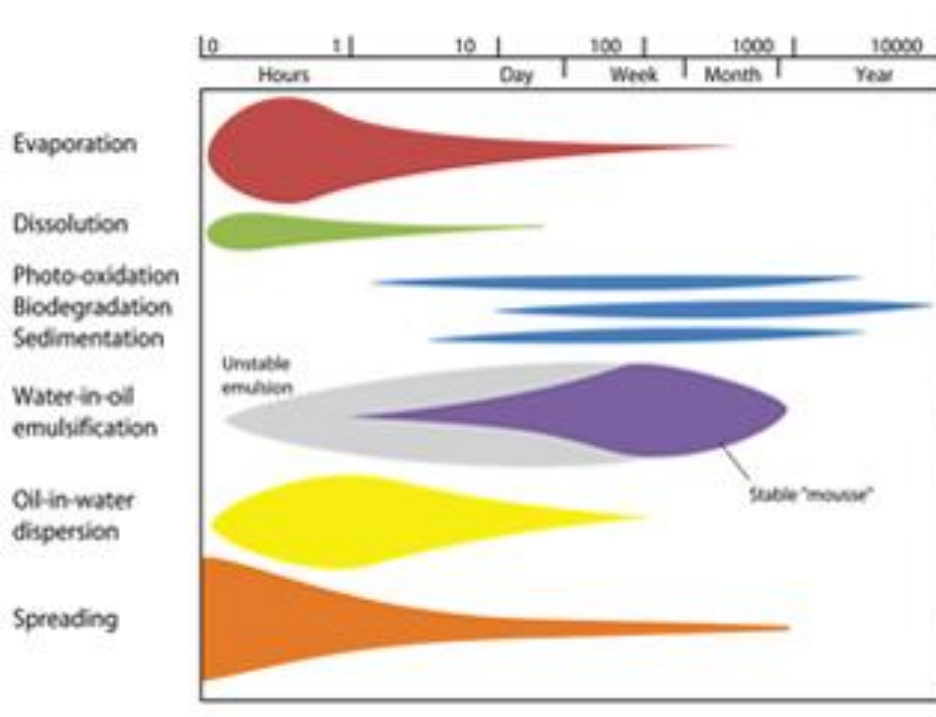 0 1 10 100 1000 10000
Hours Day Week Month Year
Evaporation
Dissolution
Photo-oxidation
Biodegradation
Sedimentation
Unstable
emulsion
Water-in-oil
emulsification
Stable "mousse"
Oil-in-water
dispersion
Spreading